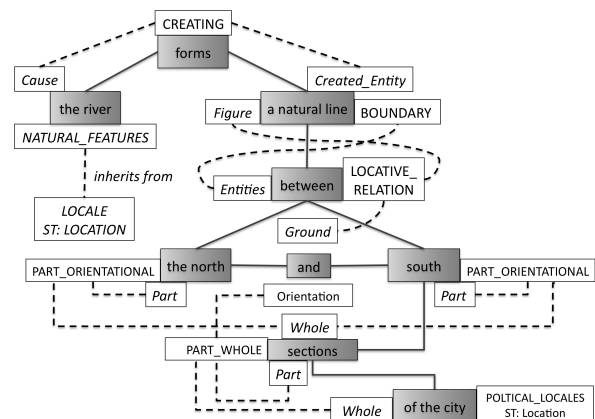 CREATING
forms
Cause
Created_Entity
the river
Figure
a natural line
BOUNDARY
NATURAL_FEATURES
inherits from
LOCATIVE_
RELATION
Entities
between
LOCALE
ST: LOCATION
Ground
PART_ORIENTATIONAL
the north
and
south
PART_ORIENTATIONAL
Part
Orientation
Part
Whole
PART_WHOLE
sections
Part
Whole
of the city
POLTICAL_LOCALES
ST: Location